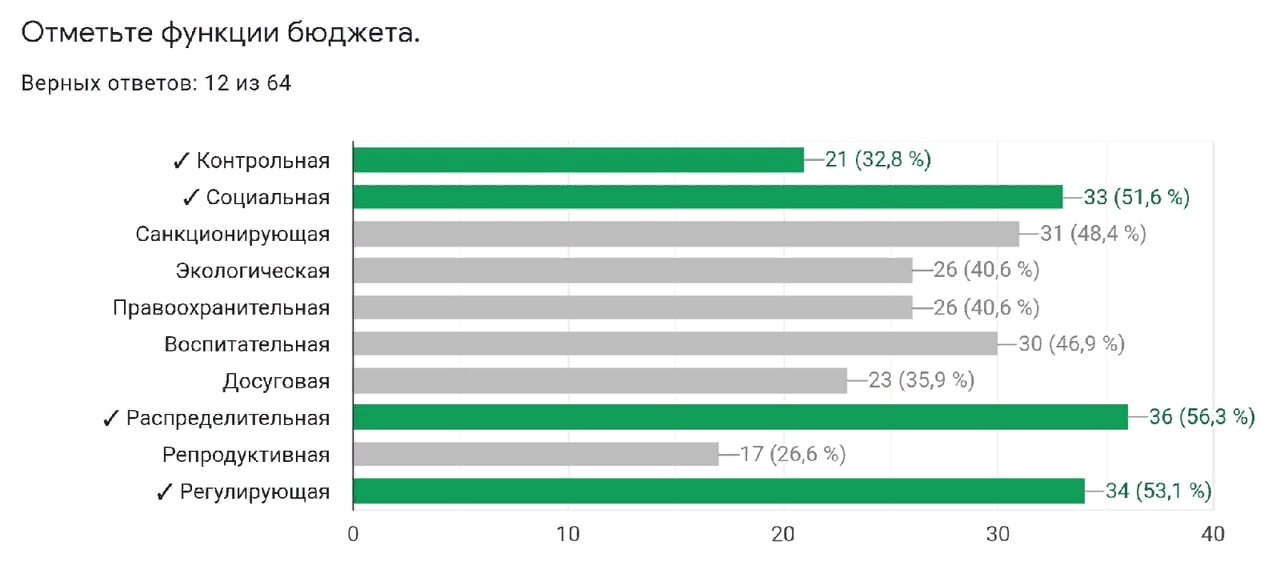 Отметьте функции бюджета.
Верных ответов: 12 из 64
✓ Контрольная 21 (32,8 %)
✓ Социальная 33 (51,6 %)
Санкционирующая 31 (48,4 %)
Экологическая 26 (40,6 %)
Правоохранительная 26 (40,6 %)
Воспитательная 30 (46,9 %)
Досуговая 23 (35,9 %)
✓ Распределительная 36 (56,3 %)
Репродуктивная 17 (26,6 %)
✓ Регулирующая 34 (53,1 %)
0 10 20 30 40